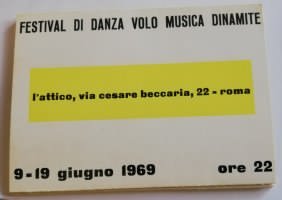 FESTIVAL DI DANZA VOLO MUSICA DINAMITE
l'attico, via cesare beccaria, 22 - roma
9-19 giugno 1969 ore 22